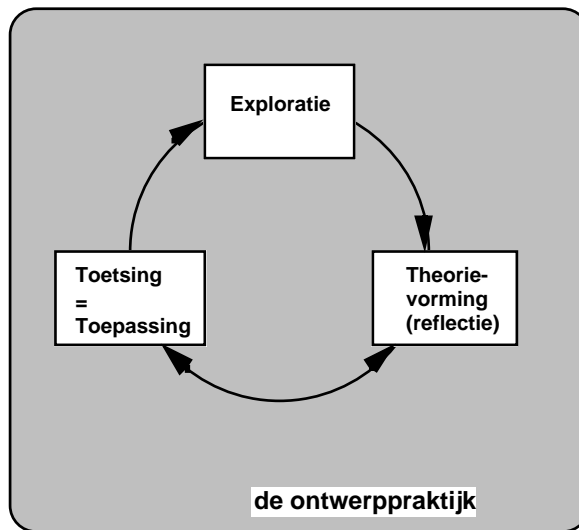 Exploratie
Toetsing
=
Toepassing
Theorie-
vorming
(reflectie)
de ontwerppraktijk